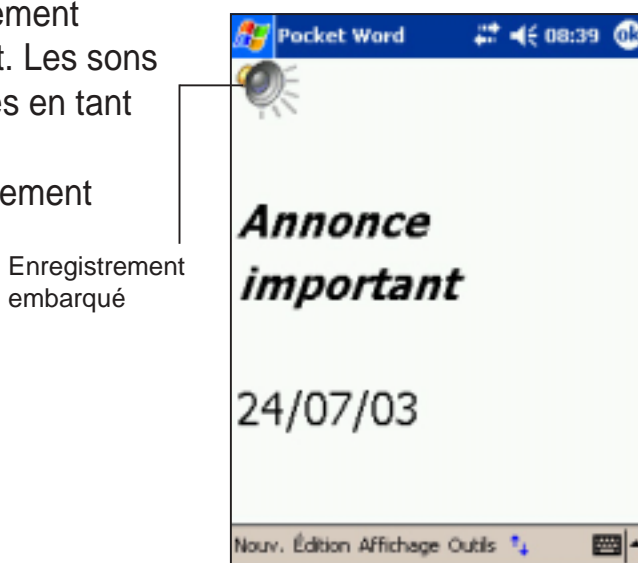 ement
t. Les sons
és en tant
ement
Enregistrement
embarqué
Pocket Word 08:39 ok
Annonce
important
24/07/03
Nouv. Édition Affichage Outils